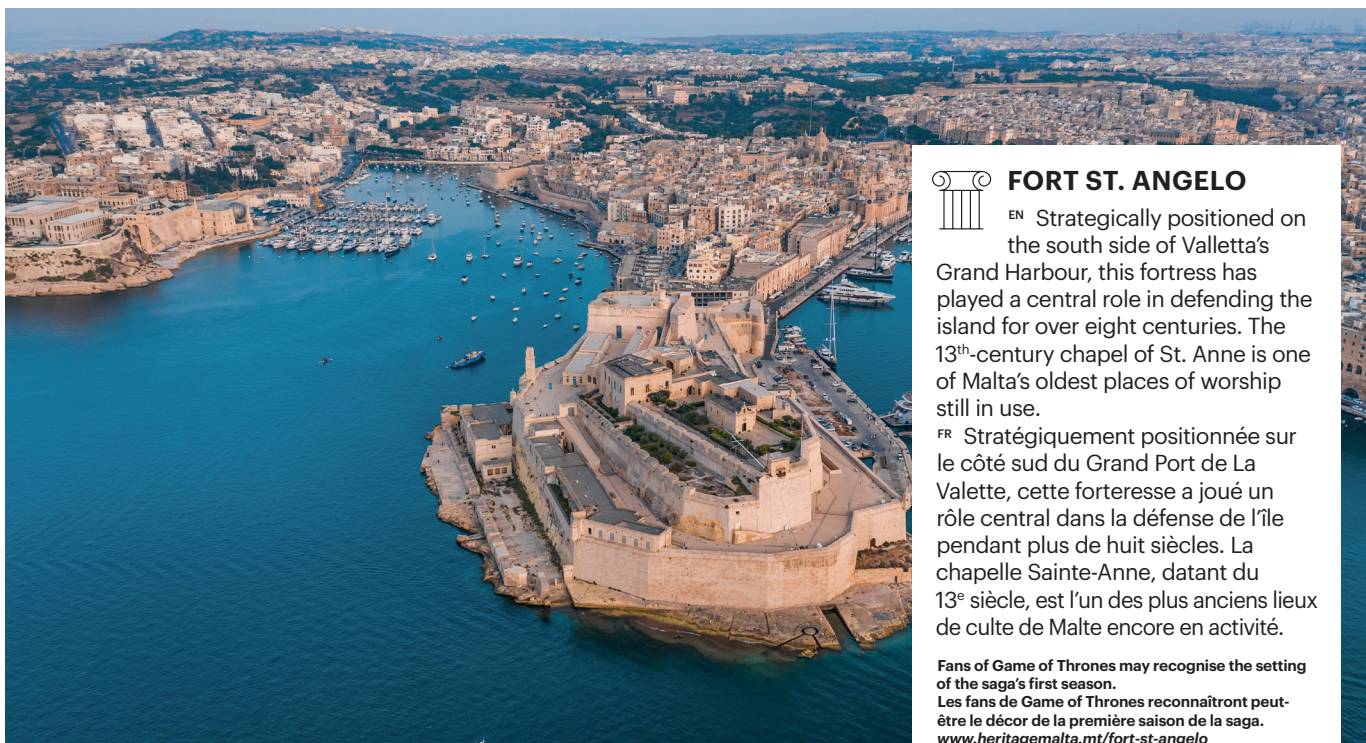 FORT ST. ANGELO
EN Strategically positioned on
the south side of Valletta's
Grand Harbour, this fortress has
played a central role in defending the
island for over eight centuries. The
13th-century chapel of St. Anne is one
of Malta's oldest places of worship
still in use.
FR Stratégiquement positionnée sur
le côté sud du Grand Port de La
Valette, cette forteresse a joué un
rôle central dans la défense de l'île
pendant plus de huit siècles. La
chapelle Sainte-Anne, datant du
13e siècle, est l'un des plus anciens lieux
de culte de Malte encore en activité.
Fans of Game of Thrones may recognise the setting
of the saga's first season.
Les fans de Game of Thrones reconnaîtront peut-
être le décor de la première saison de la saga.
www.heritagemalta.mt/fort-st-angelo